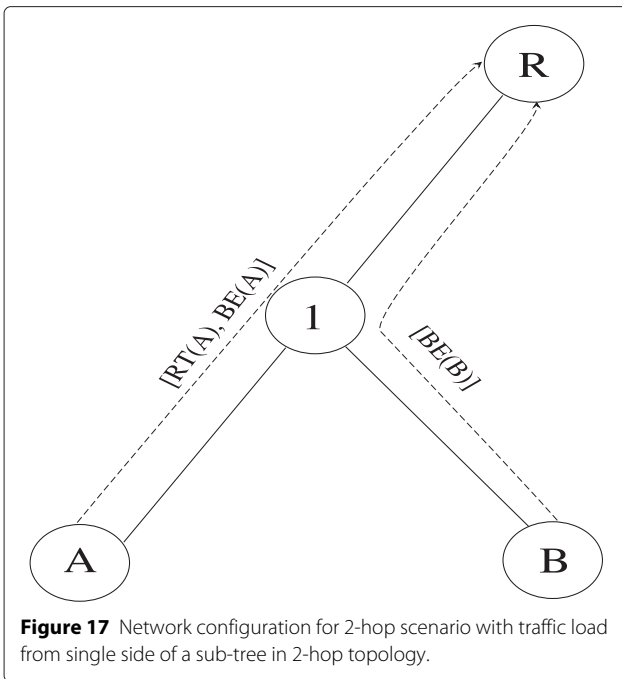 R
[RT(A), BE(A)]
1
[BE(B)]
A
B
Figure 17 Network configuration for 2-hop scenario with traffic load
from single side of a sub-tree in 2-hop topology.